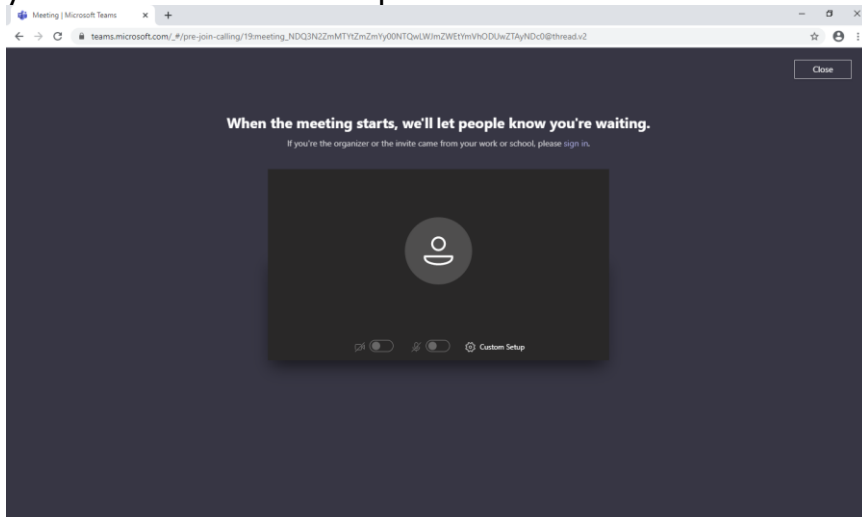 Meeting | Microsoft Teams
teams.microsoft.com/_#/pre-join-calling/19:meeting_NDQ3N2ZmMTYtZmZmYy00NTQwLWJmZWEtYmVhODUwZTAyNDc0@thread.v2
Close
When the meeting starts, we'll let people know you're waiting.
If you're the organizer or the invite came from your work or school, please sign in.
Custom Setup